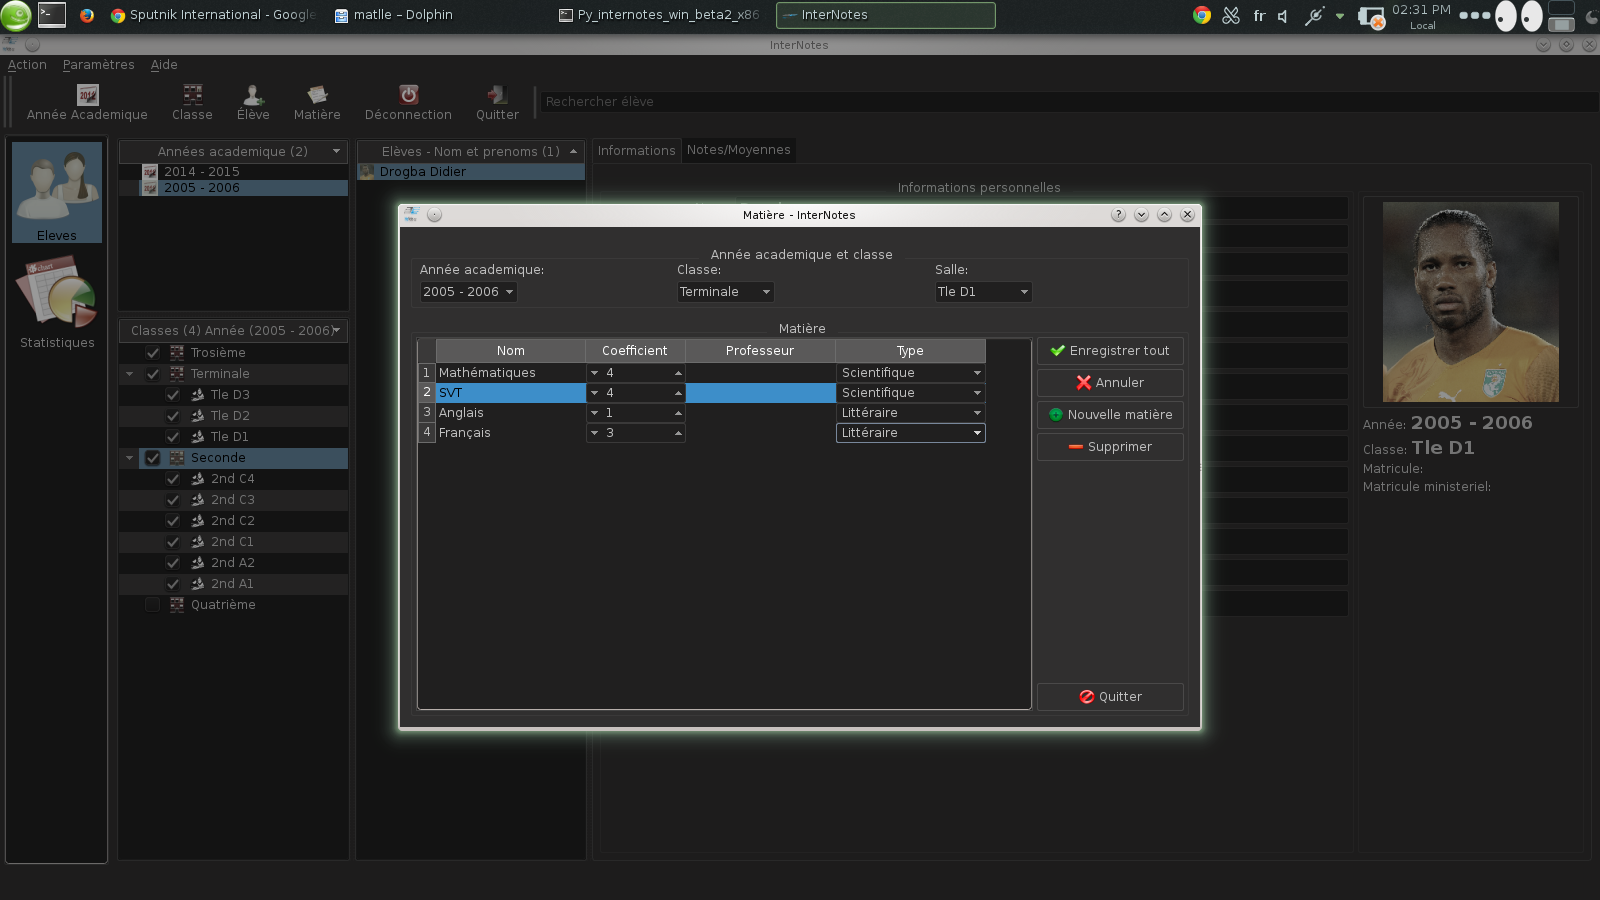 Sputnik International - Google
matlle – Dolphin
Py_internotes_win_beta2_x86
InterNotes
fr
02:31 PM
Local
InterNotes
Action Paramètres Aide
Année Academique Classe Élève Matière Déconnection Quitter
Rechercher élève
Eleves
Statistiques
Années academique (2)
2014 - 2015
2005 - 2006
Classes (4) Année (2005 - 2006)
Trosième
Terminale
Tle D3
Tle D2
Tle D1
Seconde
2nd C4
2nd C3
2nd C2
2nd C1
2nd A2
2nd A1
Quatrième
Elèves - Nom et prenoms (1)
Drogba Didier
Informations Notes/Moyennes
Informations personnelles
Matière - InterNotes
Année academique et classe
Année academique: Classe: Salle:
2005 - 2006 Terminale Tle D1
Matière
Nom Coefficient Professeur Type
1 Mathématiques 4 Scientifique
2 SVT 4 Scientifique
3 Anglais 1 Littéraire
4 Français 3 Littéraire
Enregistrer tout
Annuler
Nouvelle matière
Supprimer
Quitter
Année: 2005 - 2006
Classe: Tle D1
Matricule:
Matricule ministeriel: